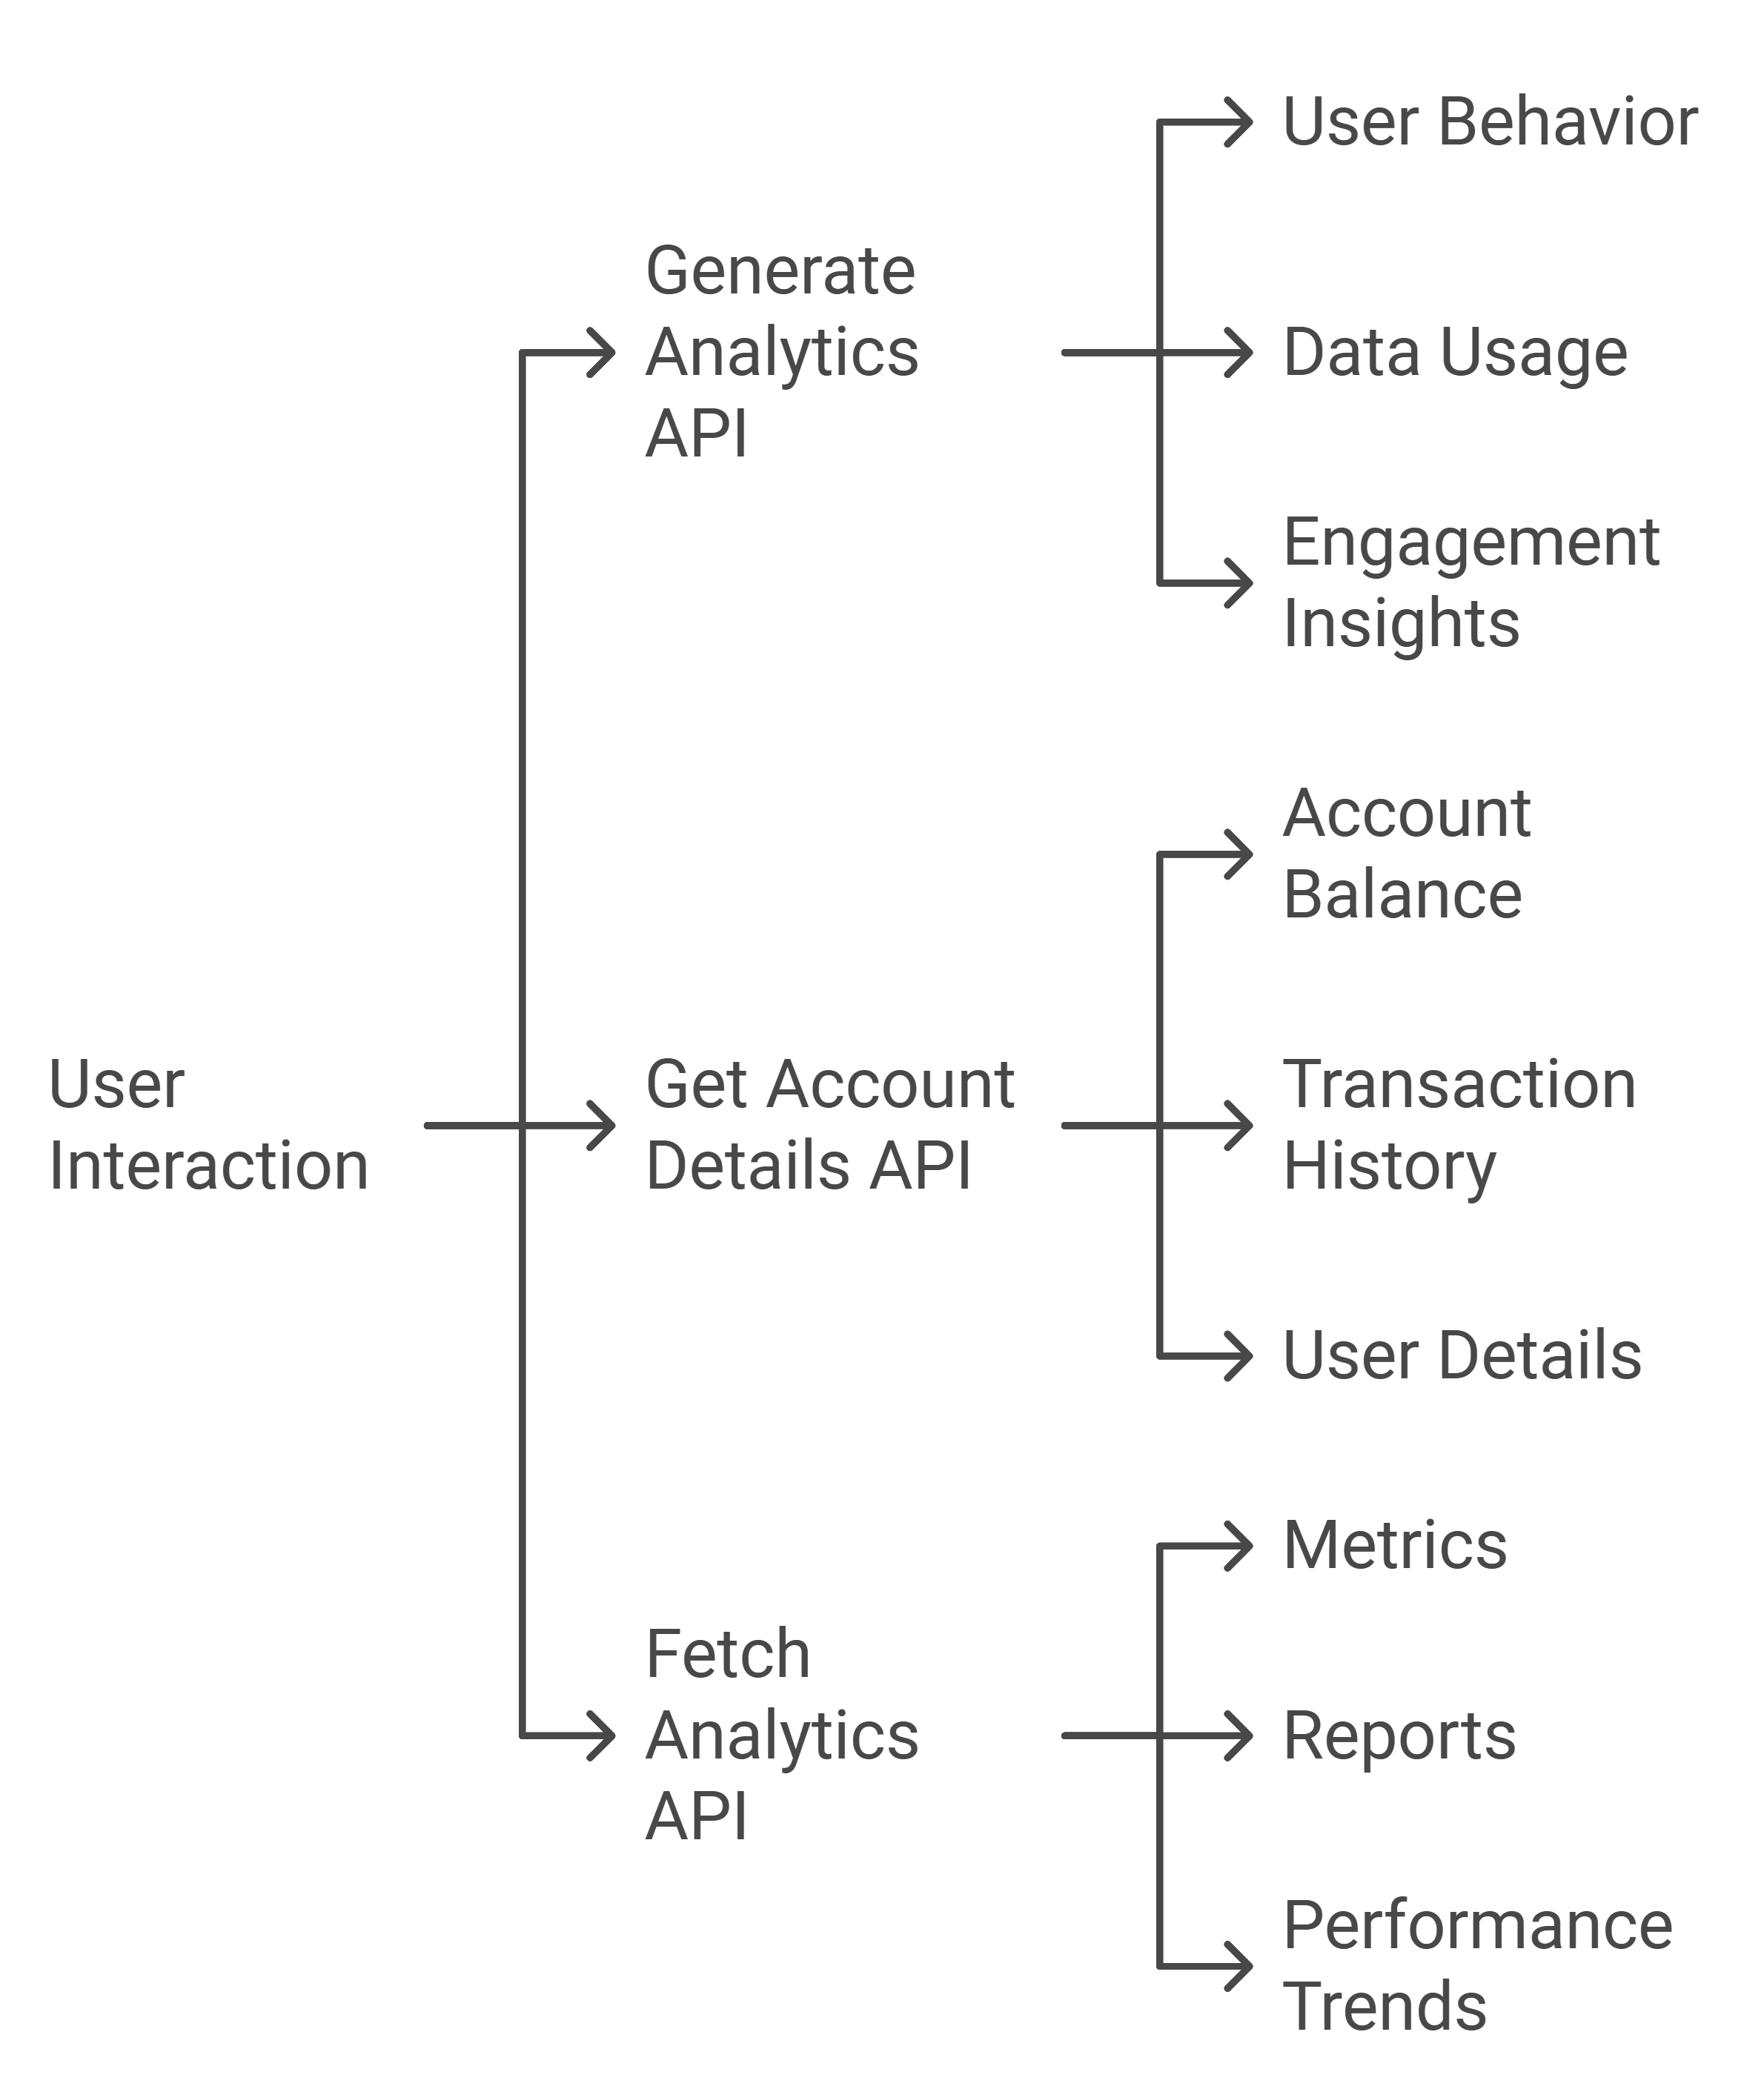 User Behavior
Generate
Analytics
API
Data Usage
Engagement
Insights
Account
Balance
User
Interaction
Get Account
Details API
Transaction
History
User Details
Metrics
Fetch
Analytics
API
Reports
Performance
Trends